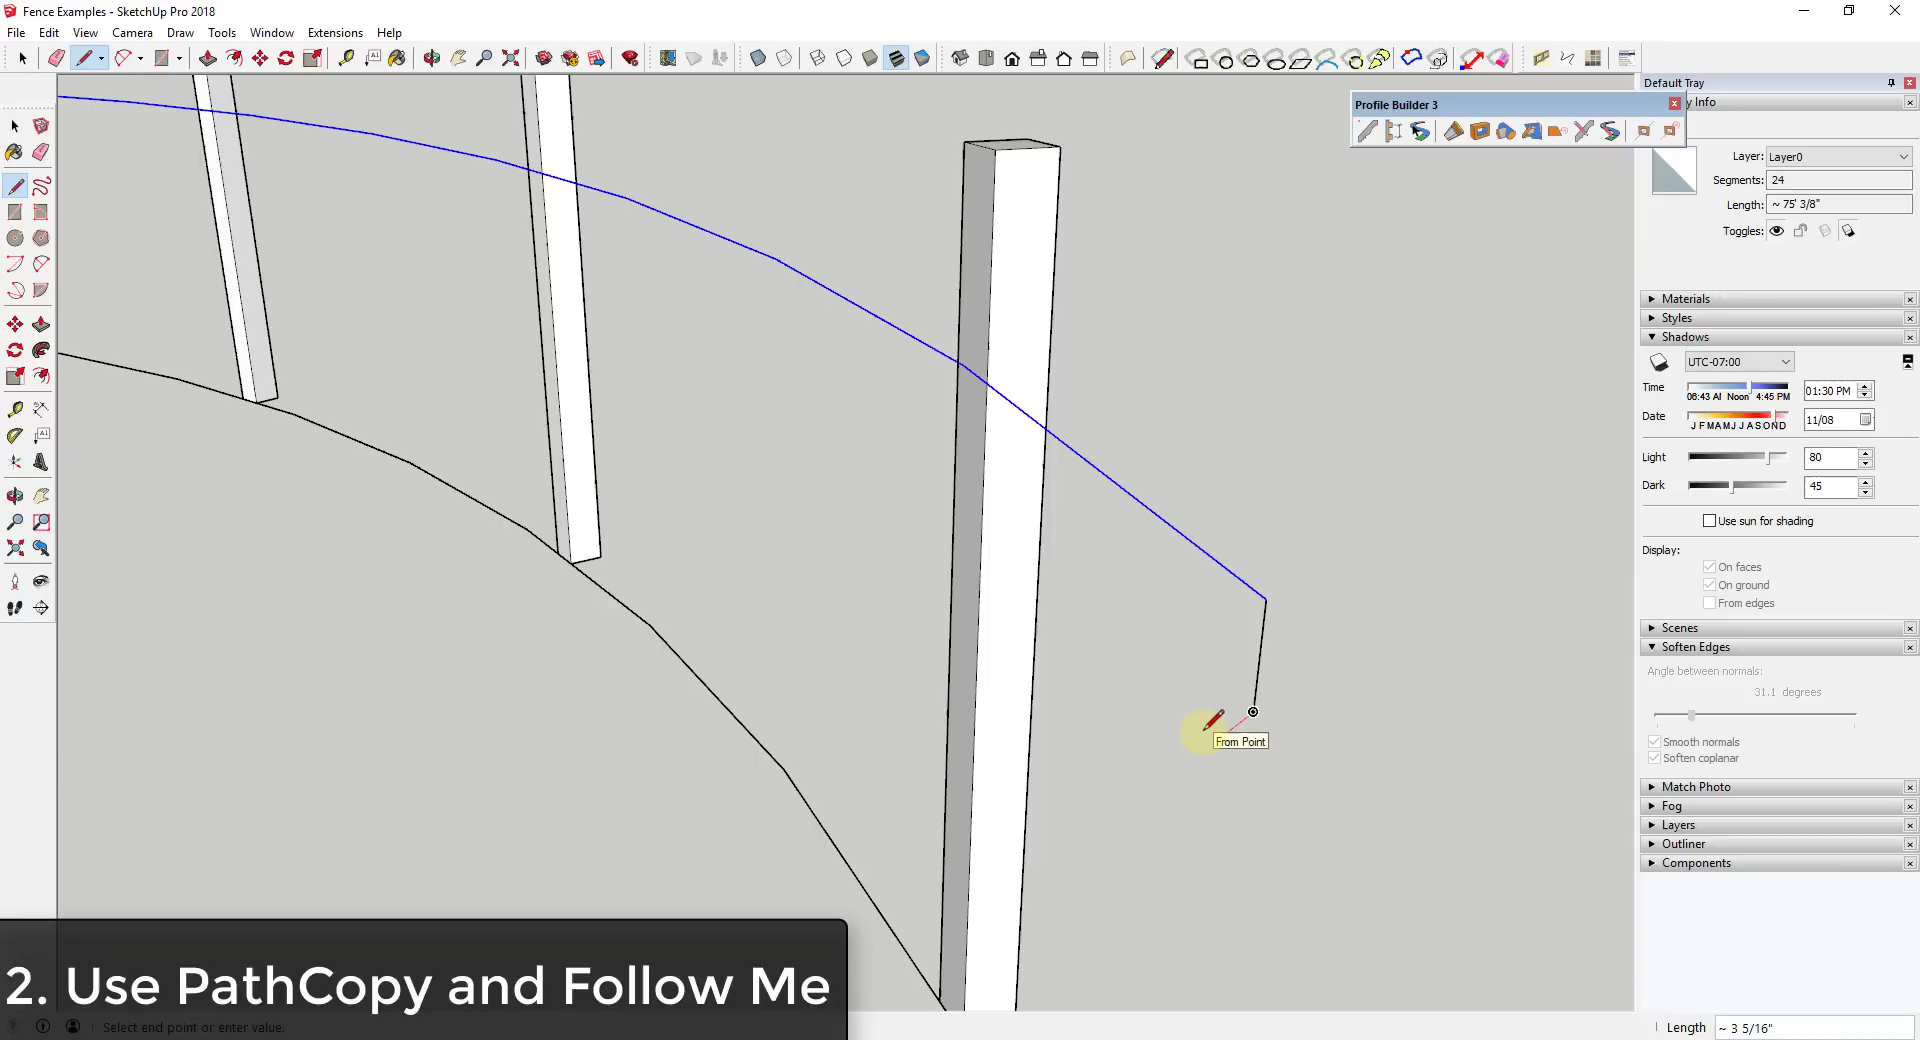 Fence Examples - SketchUp Pro 2018
File Edit View Camera Draw Tools Window Extensions Help
Default Tray
Profile Builder 3
y Info
Layer: Layer0
Segments: 24
Length: ~ 75' 3/8"
Toggles:
Materials
Styles
Shadows
UTC-07:00
Time 01:30 PM
06:43 AI Noon 4:45 PM
Date 11/08
J F M A M J J A S O N D
Light 80
Dark 45
Use sun for shading
Display:
On faces
On ground
From edges
Scenes
Soften Edges
Angle between normals:
31.1 degrees
From Point
Smooth normals
Soften coplanar
Match Photo
Fog
Layers
Outliner
Components
2. Use PathCopy and Follow Me
Select end point or enter value.
Length ~ 3 5/16"